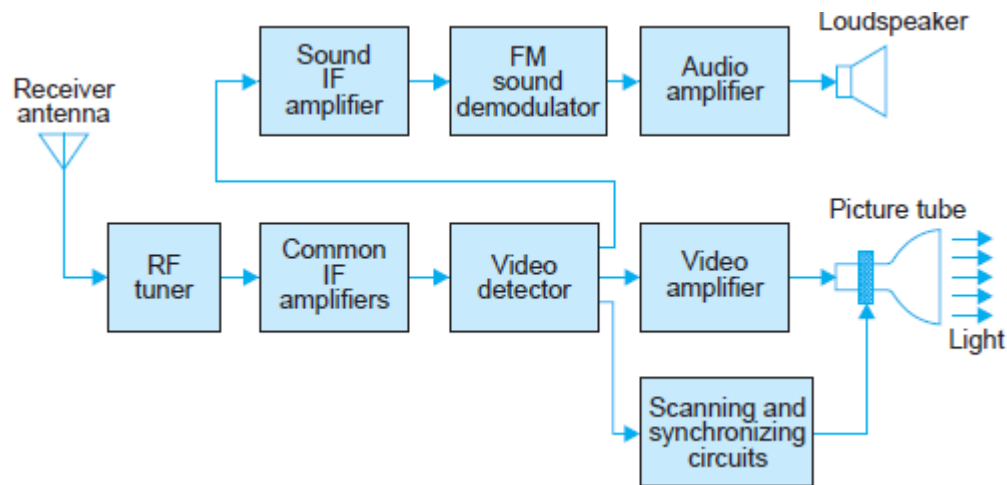 Loudspeaker
Sound
IF
amplifier
FM
sound
demodulator
Audio
amplifier
Receiver
antenna
Picture tube
RF
tuner
Common
IF
amplifiers
Video
detector
Video
amplifier
Light
Scanning and
synchronizing
circuits